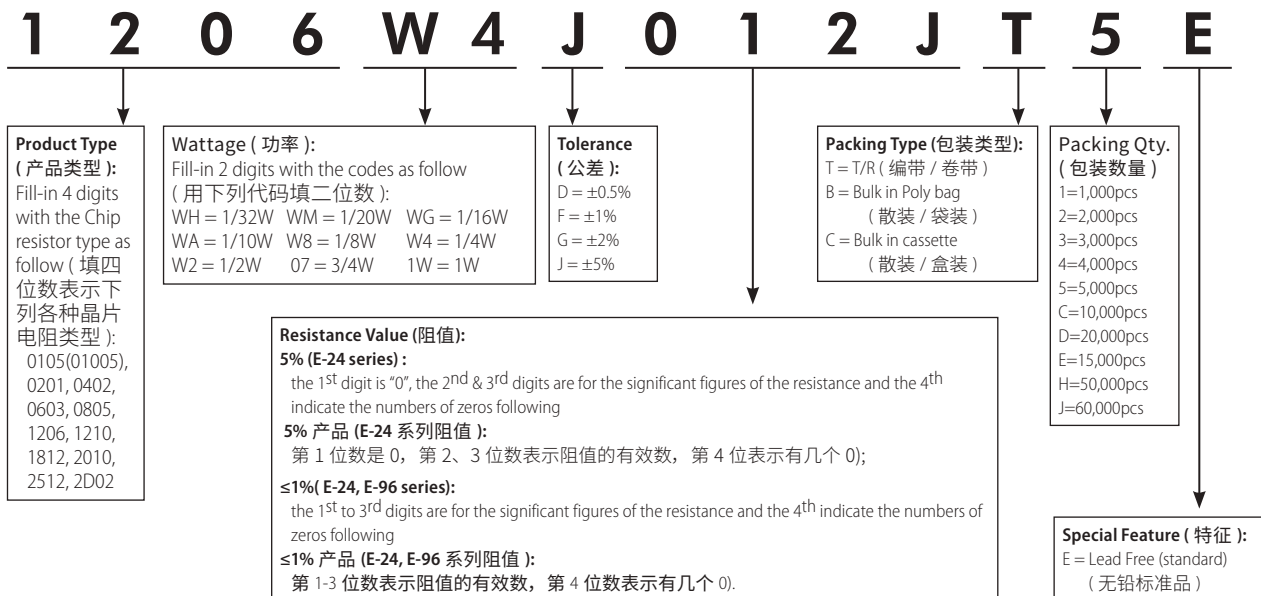 1 2 0 6 W 4 J 0 1 2 J T 5 E
Product Type
( 产品类型 ):
Fill-in 4 digits
with the Chip
resistor type as
follow ( 填四
位数表示下
列各种晶片
电阻类型 ):
0105(01005),
0201, 0402,
0603, 0805,
1206, 1210,
1812, 2010,
2512, 2D02
Wattage ( 功率 ):
Fill-in 2 digits with the codes as follow
( 用下列代码填二位数 ):
WH = 1/32W WM = 1/20W WG = 1/16W
WA = 1/10W W8 = 1/8W W4 = 1/4W
W2 = 1/2W 07 = 3/4W 1W = 1W
Tolerance
( 公差 ):
D = ±0.5%
F = ±1%
G = ±2%
J = ±5%
Resistance Value (阻值):
5% (E-24 series) :
the 1st digit is "0", the 2nd & 3rd digits are for the significant figures of the resistance and the 4th
indicate the numbers of zeros following
5% 产品 (E-24 系列阻值 ):
第 1 位数是 0，第 2、3 位数表示阻值的有效数，第 4 位表示有几个 0);
≤1%( E-24, E-96 series):
the 1st to 3rd digits are for the significant figures of the resistance and the 4th indicate the numbers of
zeros following
≤1% 产品 (E-24, E-96 系列阻值 ):
第 1-3 位数表示阻值的有效数，第 4 位数表示有几个 0).
Packing Type (包装类型):
T = T/R ( 编带 / 卷带 )
B = Bulk in Poly bag
( 散装 / 袋装 )
C = Bulk in cassette
( 散装 / 盒装 )
Packing Qty.
( 包装数量 )
1=1,000pcs
2=2,000pcs
3=3,000pcs
4=4,000pcs
5=5,000pcs
C=10,000pcs
D=20,000pcs
E=15,000pcs
H=50,000pcs
J=60,000pcs
Special Feature ( 特征 ):
E = Lead Free (standard)
( 无铅标准品 )